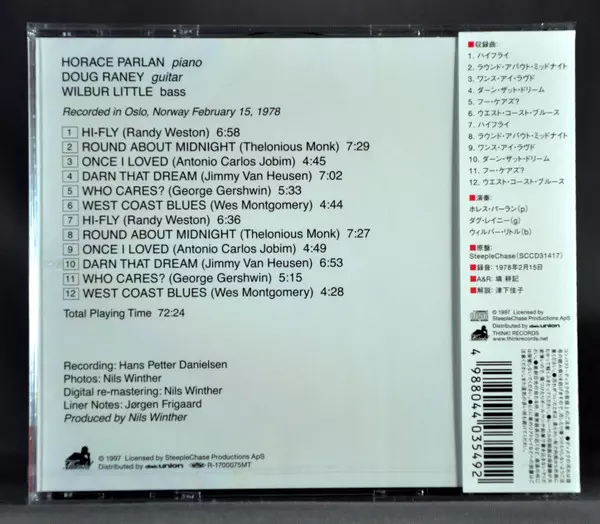 HORACE PARLAN piano
DOUG RANEY guitar
WILBUR LITTLE bass
Recorded in Oslo, Norway February 15, 1978
1 HI-FLY (Randy Weston) 6:58
2 ROUND ABOUT MIDNIGHT (Thelonious Monk) 7:29
3 ONCE I LOVED (Antonio Carlos Jobim) 4:45
4 DARN THAT DREAM (Jimmy Van Heusen) 7:02
5 WHO CARES? (George Gershwin) 5:33
6 WEST COAST BLUES (Wes Montgomery) 4:44
7 HI-FLY (Randy Weston) 6:36
8 ROUND ABOUT MIDNIGHT (Thelonious Monk) 7:27
9 ONCE I LOVED (Antonio Carlos Jobim) 4:49
10 DARN THAT DREAM (Jimmy Van Heusen) 6:53
11 WHO CARES? (George Gershwin) 5:15
12 WEST COAST BLUES (Wes Montgomery) 4:28
Total Playing Time 72:24
Recording: Hans Petter Danielsen
Photos: Nils Winther
Digital re-mastering: Nils Winther
Liner Notes: Jørgen Frigaard
Produced by Nils Winther
© 1997 Licensed by SteepleChase Productions ApS
Distributed by disk union R-1700075MT
■収録曲:
1. ハイフライ
2. ラウンド・アバウト・ミッドナイト
3. ワンス・アイ・ラヴド
4. ダーン・ザット・ドリーム
5. フー・ケアズ?
6. ウエスト・コースト・ブルース
7. ハイフライ
8. ラウンド・アバウト・ミッドナイト
9. ワンス・アイ・ラヴド
10. ダーン・ザット・ドリーム
11. フー・ケアズ?
12. ウエスト・コースト・ブルース
■演奏:
ホレス・パーラン(p)
ダグ・レイニー(g)
ウィルバー・リトル(b)
■原盤:
SteepleChase(SCCD31417)
■録音: 1978年2月15日
■A&R: 塙 耕記
■解説: 津下佳子
© 1997 Licensed by
SteepleChase Productions ApS
Distributed by disk union
THINK! RECORDS
www.thinkrecords.net
4 988044 035492